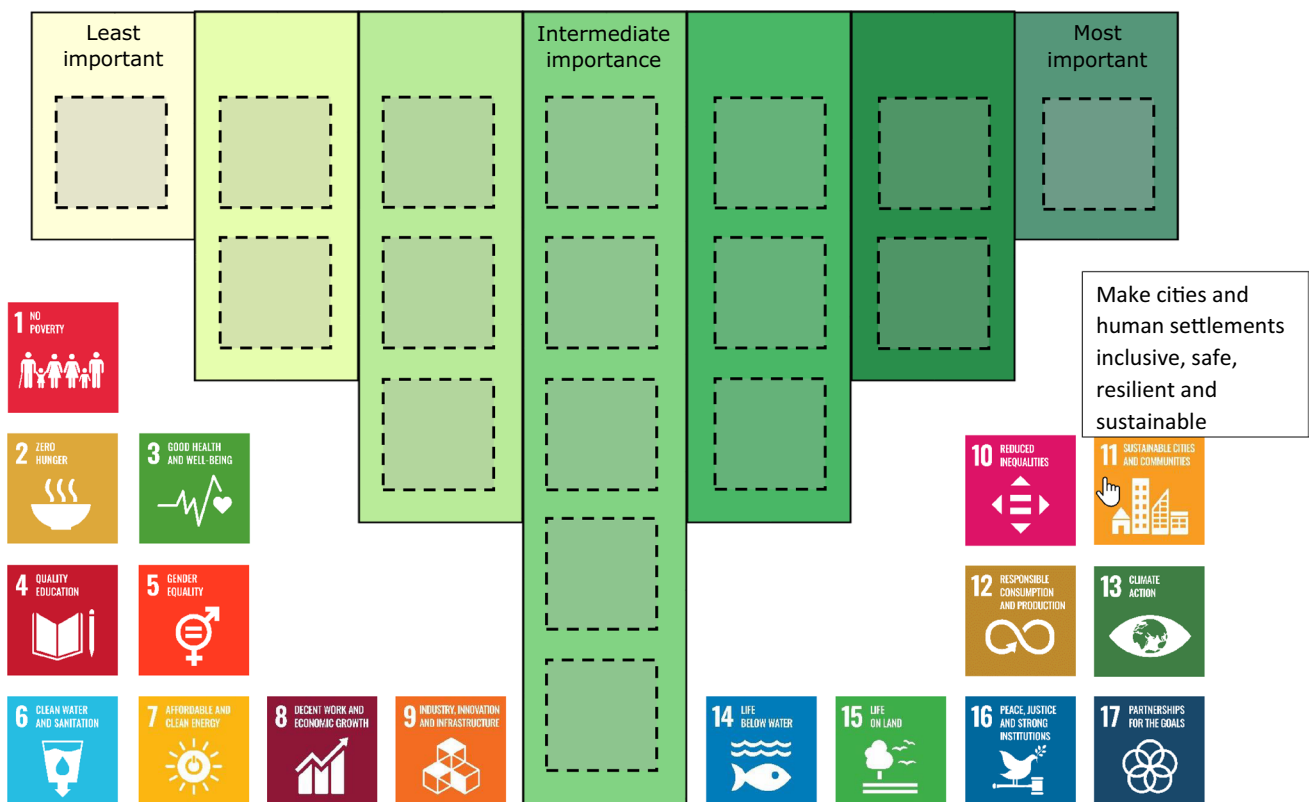 Least
important
Intermediate
importance
Most
important
Make cities and
human settlements
inclusive, safe,
resilient and
sustainable
1 NO
POVERTY
2 ZERO
HUNGER
3 GOOD HEALTH
AND WELL-BEING
10 REDUCED
INEQUALITIES
11 SUSTAINABLE CITIES
AND COMMUNITIES
4 QUALITY
EDUCATION
5 GENDER
EQUALITY
12 RESPONSIBLE
CONSUMPTION
AND PRODUCTION
13 CLIMATE
ACTION
6 CLEAN WATER
AND SANITATION
7 AFFORDABLE AND
CLEAN ENERGY
8 DECENT WORK AND
ECONOMIC GROWTH
9 INDUSTRY, INNOVATION
AND INFRASTRUCTURE
14 LIFE
BELOW WATER
15 LIFE
ON LAND
16 PEACE, JUSTICE
AND STRONG
INSTITUTIONS
17 PARTNERSHIPS
FOR THE GOALS